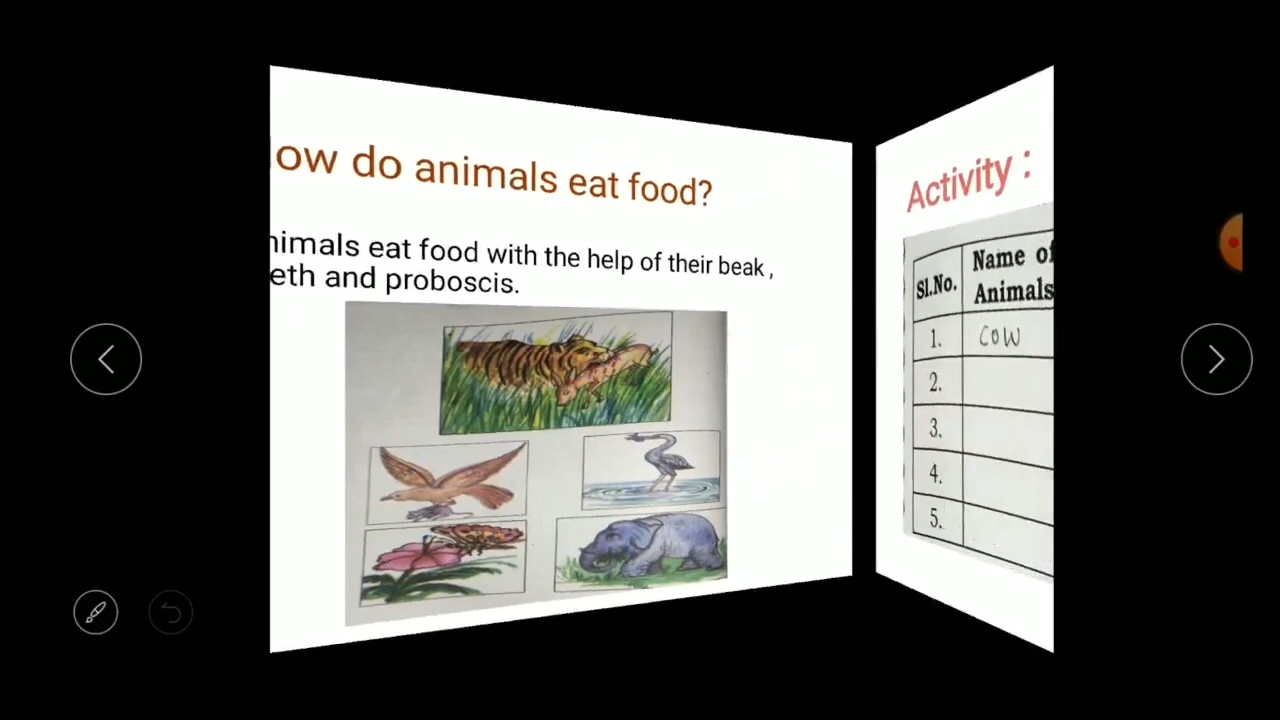 ow do animals eat food?
nimals eat food with the help of their beak ,
eth and proboscis.
Activity :
Sl.No.
Name of
Animals
1.
COW
2.
3.
4.
5.